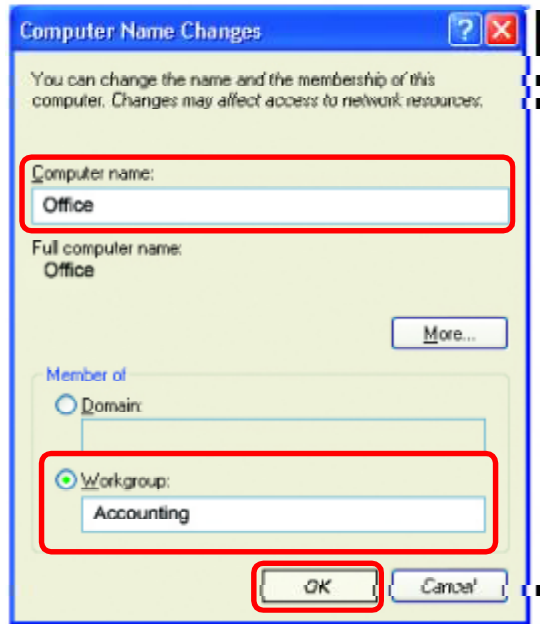 Computer Name Changes
You can change the name and the membership of this
computer. Changes may affect access to network resources.
Computer name:
Office
Full computer name:
Office
More...
Member of
Domain:
Workgroup:
Accounting
OK Cancel